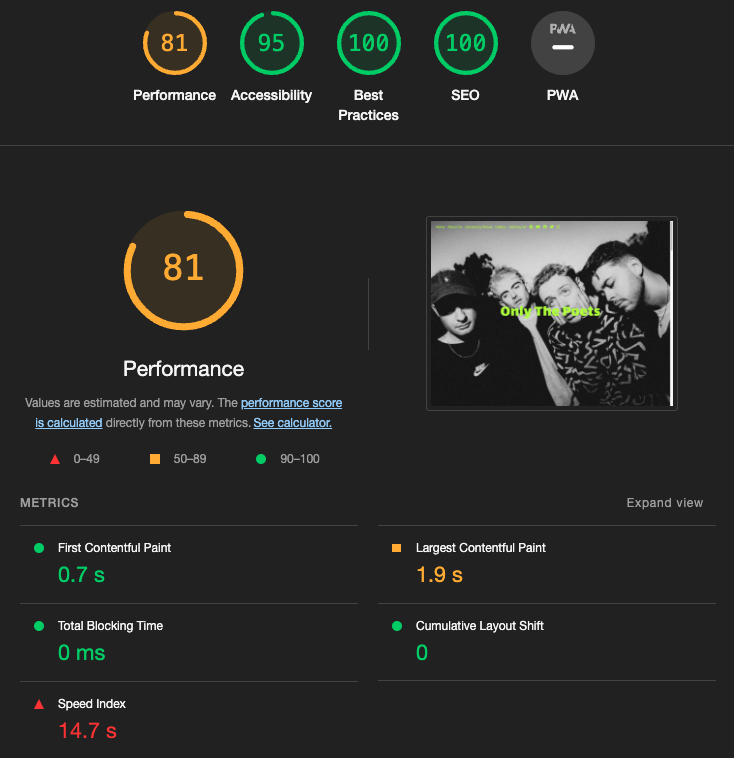 81
95
100
100
PWA
Performance
Accessibility
Best
Practices
SEO
PWA
81
Only The Poets
Performance
Values are estimated and may vary. The performance score
is calculated directly from these metrics. See calculator.
0–49
50–89
90–100
METRICS
Expand view
First Contentful Paint
0.7 s
Largest Contentful Paint
1.9 s
Total Blocking Time
0 ms
Cumulative Layout Shift
0
Speed Index
14.7 s